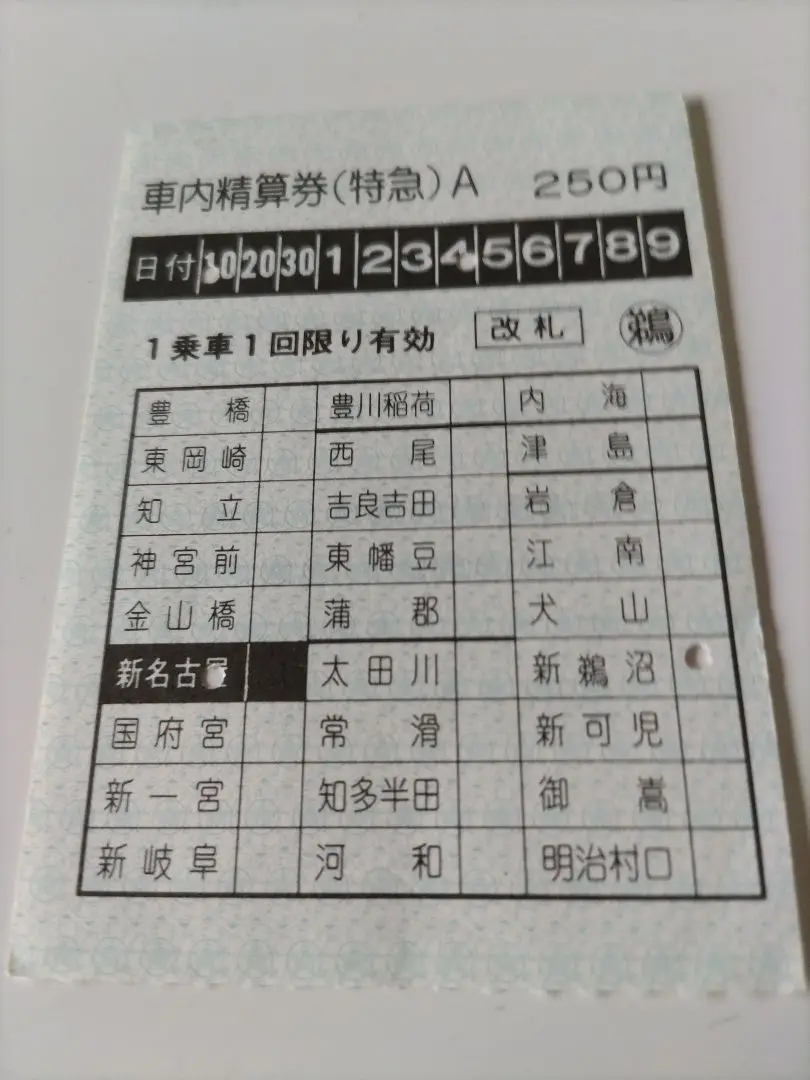 車内精算券(特急)A 250円
日付 10 20 30 1 2 3 4 5 6 7 8 9
1乗車1回限り有効 改札 鵜
豊橋 豊川稲荷 内海
東岡崎 西尾 津島
知立 吉良吉田 岩倉
神宮前 東幡豆 江南
金山橋 蒲郡 犬山
新名古屋 太田川 新鵜沼
国府宮 常滑 新可児
新一宮 知多半田 御嵩
新岐阜 河和 明治村口